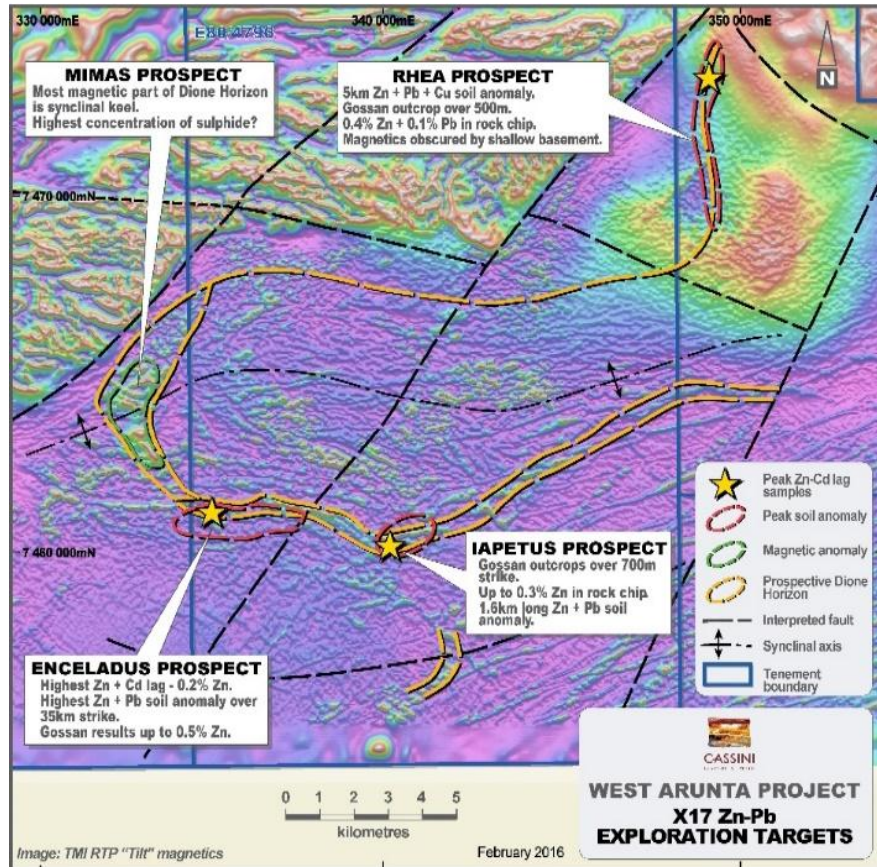 330 000mE
340 000mE
350 000mE
E80 4796
MIMAS PROSPECT
Most magnetic part of Dione Horizon
is synclinal keel.
Highest concentration of sulphide?
RHEA PROSPECT
5km Zn + Pb + Cu soil anomaly.
Gossan outcrop over 500m.
0.4% Zn + 0.1% Pb in rock chip.
Magnetics obscured by shallow basement.
N
7 470 000mN
7 460 000mN
IAPETUS PROSPECT
Gossan outcrops over 700m
strike.
Up to 0.3% Zn in rock chip
1.6km long Zn + Pb soil
anomaly.
ENCELADUS PROSPECT
Highest Zn + Cd lag - 0.2% Zn.
Highest Zn + Pb soil anomaly over
35km strike.
Gossan results up to 0.5% Zn.
Peak Zn-Cd lag
samples
Peak soil anomaly
Magnetic anomaly
Prospective Dione
Horizon
Interpreted fault
Synclinal axis
Tenement
boundary
CASSINI
WEST ARUNTA PROJECT
X17 Zn-Pb
EXPLORATION TARGETS
0 1 2 3 4 5
kilometres
Image: TMI RTP "Tilt" magnetics
February 2016